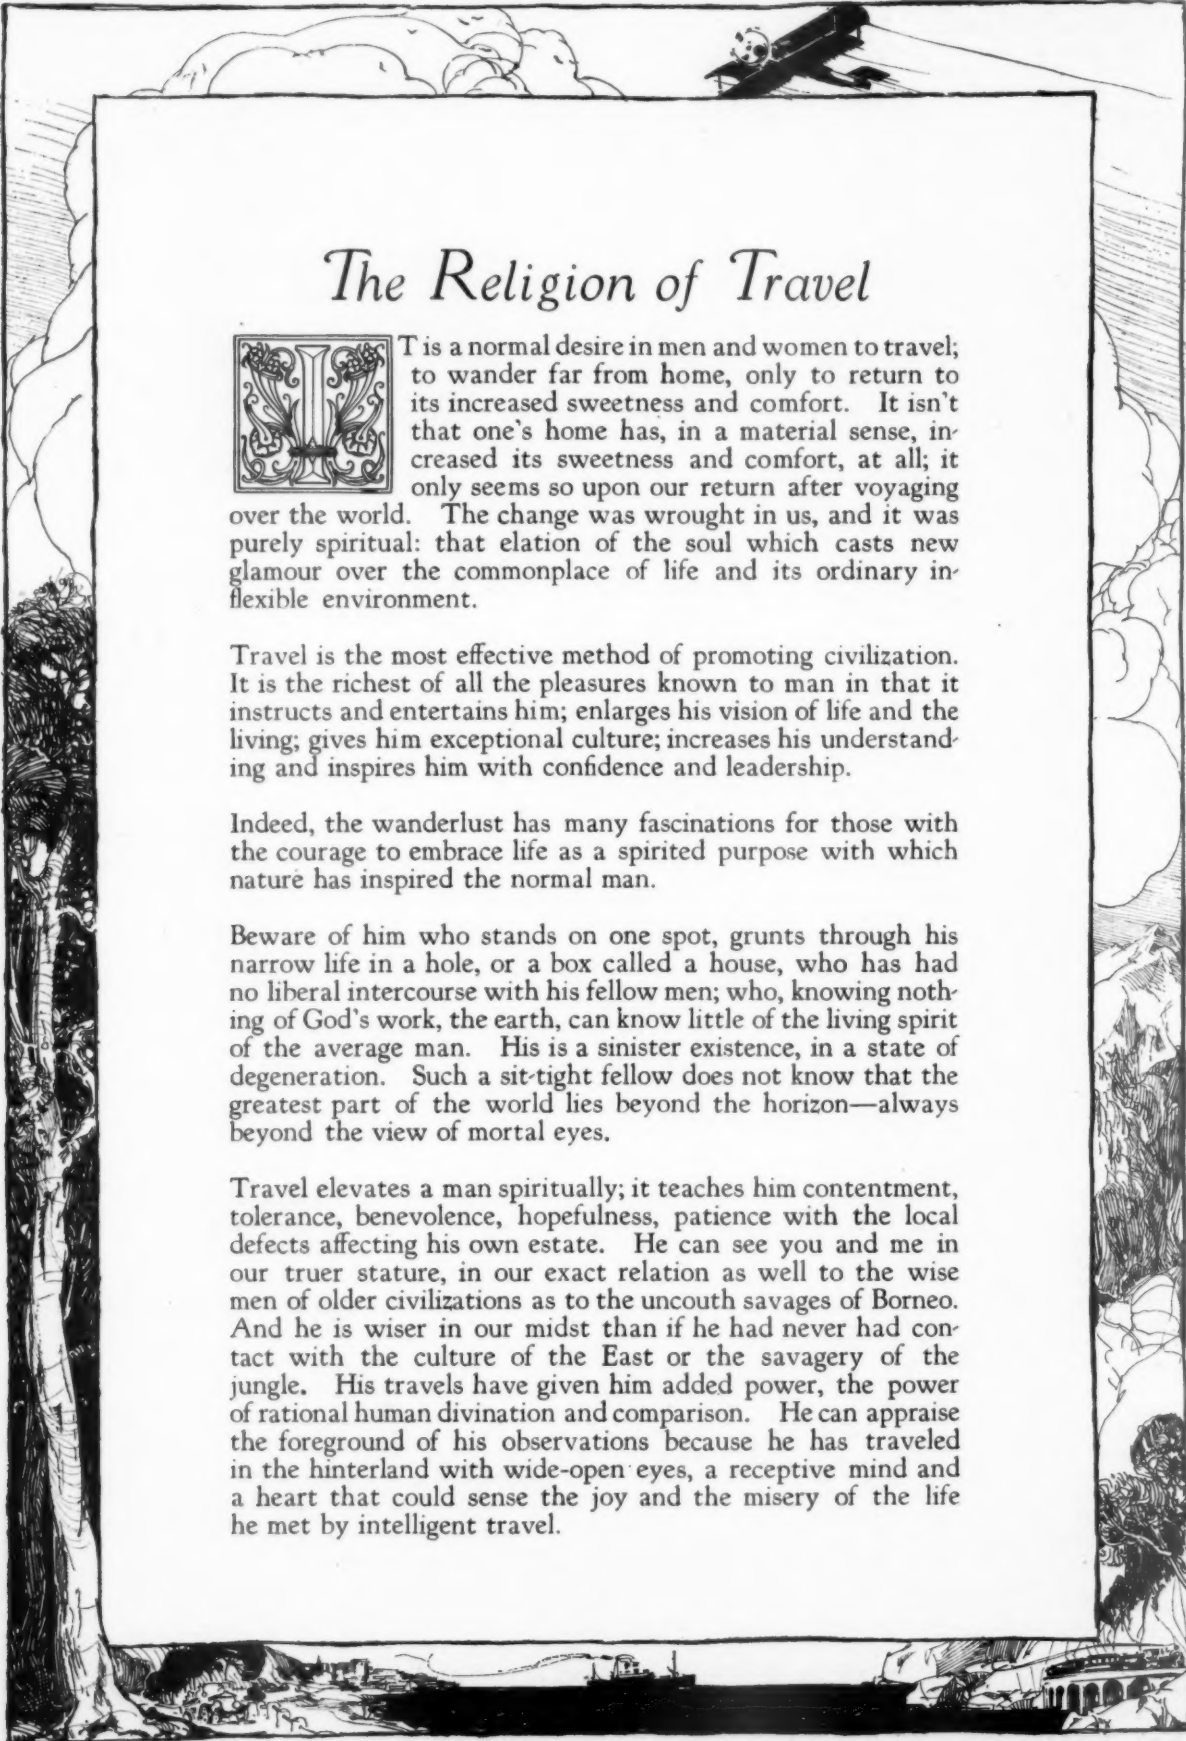 The Religion of Travel
IT is a normal desire in men and women to travel;
to wander far from home, only to return to
its increased sweetness and comfort. It isn't
that one's home has, in a material sense, in-
creased its sweetness and comfort, at all; it
only seems so upon our return after voyaging
over the world. The change was wrought in us, and it was
purely spiritual: that elation of the soul which casts new
glamour over the commonplace of life and its ordinary in-
flexible environment.
Travel is the most effective method of promoting civilization.
It is the richest of all the pleasures known to man in that it
instructs and entertains him; enlarges his vision of life and the
living; gives him exceptional culture; increases his understand-
ing and inspires him with confidence and leadership.
Indeed, the wanderlust has many fascinations for those with
the courage to embrace life as a spirited purpose with which
nature has inspired the normal man.
Beware of him who stands on one spot, grunts through his
narrow life in a hole, or a box called a house, who has had
no liberal intercourse with his fellow men; who, knowing noth-
ing of God's work, the earth, can know little of the living spirit
of the average man. His is a sinister existence, in a state of
degeneration. Such a sit-tight fellow does not know that the
greatest part of the world lies beyond the horizon—always
beyond the view of mortal eyes.
Travel elevates a man spiritually; it teaches him contentment,
tolerance, benevolence, hopefulness, patience with the local
defects affecting his own estate. He can see you and me in
our truer stature, in our exact relation as well to the wise
men of older civilizations as to the uncouth savages of Borneo.
And he is wiser in our midst than if he had never had con-
tact with the culture of the East or the savagery of the
jungle. His travels have given him added power, the power
of rational human divination and comparison. He can appraise
the foreground of his observations because he has traveled
in the hinterland with wide-open eyes, a receptive mind and
a heart that could sense the joy and the misery of the life
he met by intelligent travel.